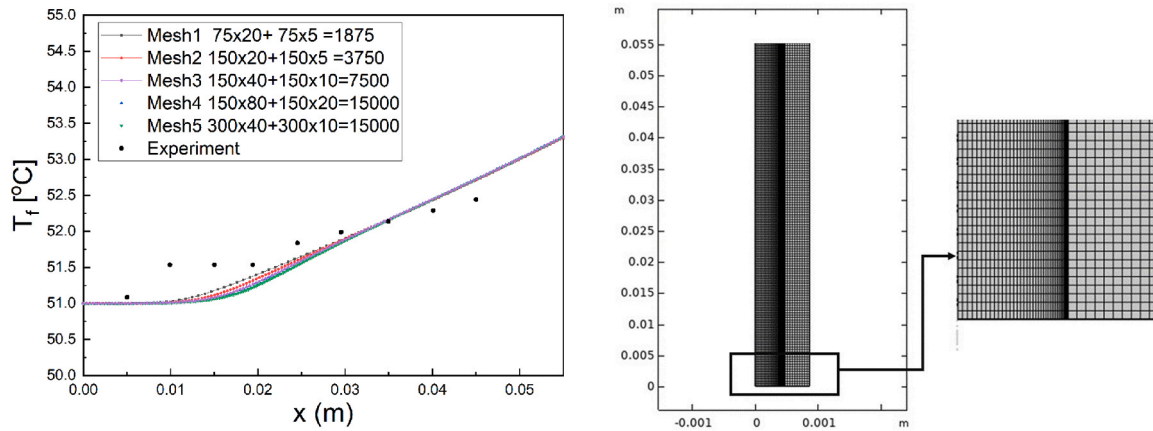 55.0
54.5
54.0
53.5
53.0
52.5
52.0
51.5
51.0
50.5
50.0
T_f [°C]
Mesh1 75x20+ 75x5 =1875
Mesh2 150x20+150x5 =3750
Mesh3 150x40+150x10=7500
Mesh4 150x80+150x20=15000
Mesh5 300x40+300x10=15000
Experiment
0.00 0.01 0.02 0.03 0.04 0.05
x (m)
m
0.055
0.05
0.045
0.04
0.035
0.03
0.025
0.02
0.015
0.01
0.005
0
-0.001 0 0.001 m